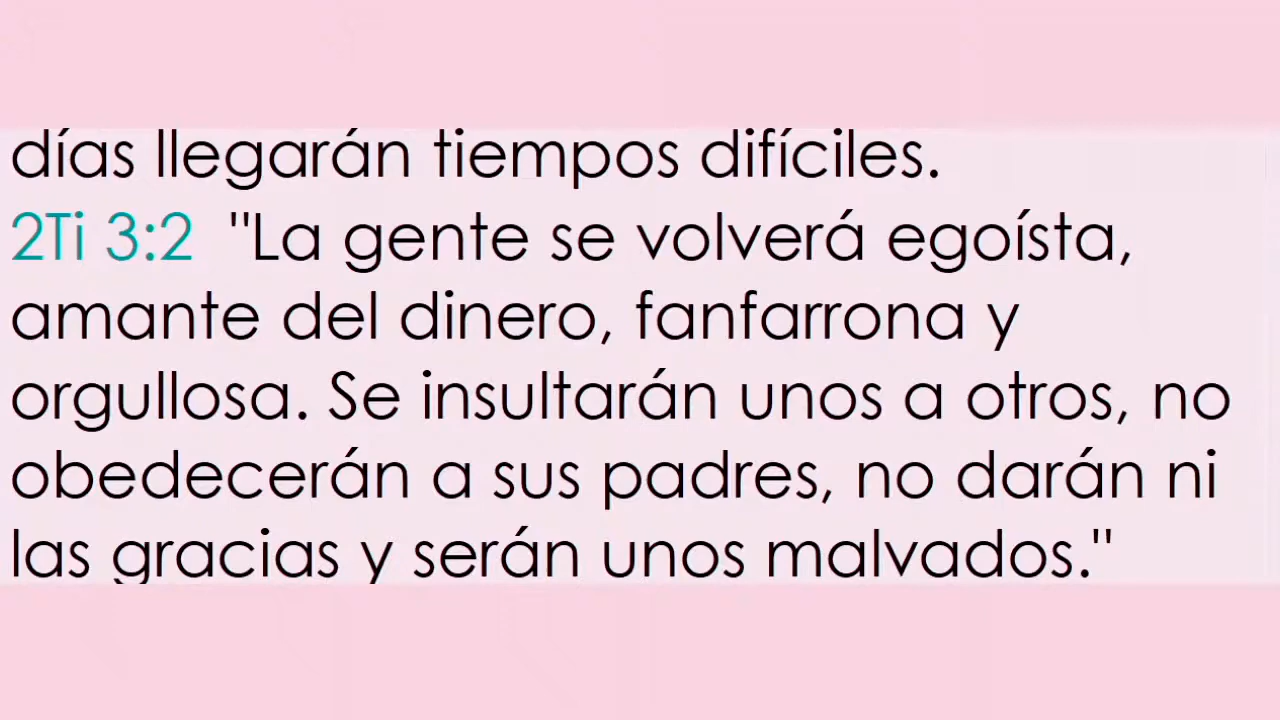 días llegarán tiempos difíciles.
2Ti 3:2 "La gente se volverá egoísta,
amante del dinero, fanfarrona y
orgullosa. Se insultarán unos a otros, no
obedecerán a sus padres, no darán ni
las gracias y serán unos malvados."